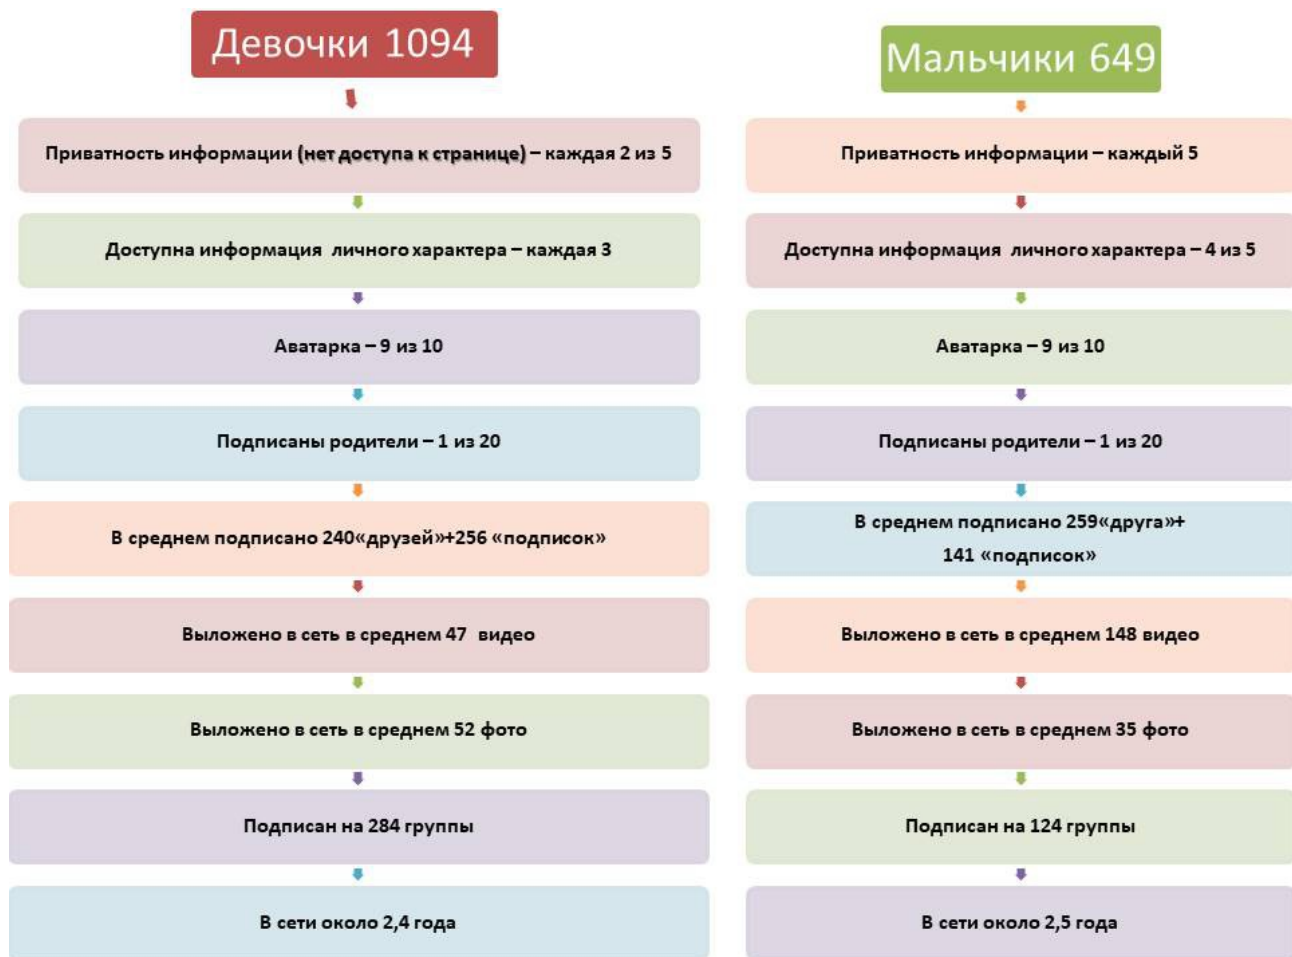 Девочки 1094
Приватность информации (нет доступа к странице) – каждая 2 из 5
Доступна информация личного характера – каждая 3
Аватарка – 9 из 10
Подписаны родители – 1 из 20
В среднем подписано 240«друзей»+256 «подписок»
Выложено в сеть в среднем 47 видео
Выложено в сеть в среднем 52 фото
Подписан на 284 группы
В сети около 2,4 года
Мальчики 649
Приватность информации – каждый 5
Доступна информация личного характера – 4 из 5
Аватарка – 9 из 10
Подписаны родители – 1 из 20
В среднем подписано 259«друга»+
141 «подписок»
Выложено в сеть в среднем 148 видео
Выложено в сеть в среднем 35 фото
Подписан на 124 группы
В сети около 2,5 года